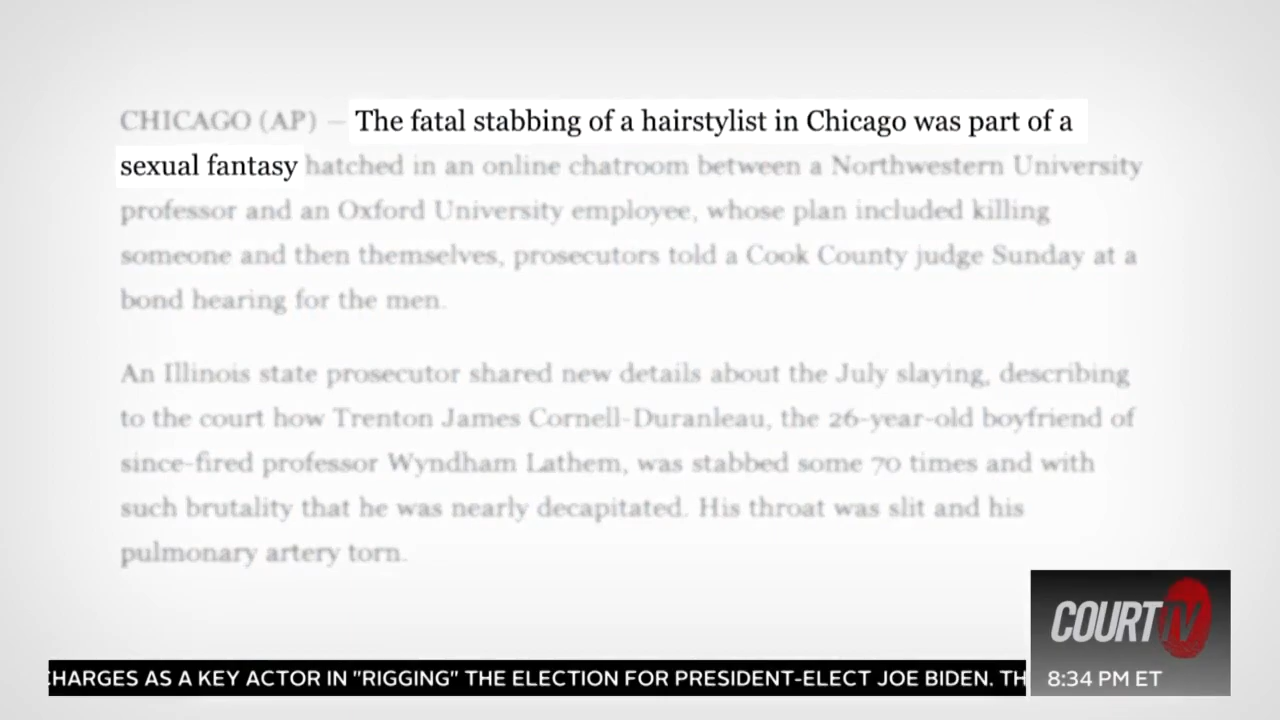 CHICAGO (AP) — The fatal stabbing of a hairstylist in Chicago was part of a
sexual fantasy hatched in an online chatroom between a Northwestern University
professor and an Oxford University employee, whose plan included killing
someone and then themselves, prosecutors told a Cook County judge Sunday at a
bond hearing for the men.
An Illinois state prosecutor shared new details about the July slaying, describing
to the court how Trenton James Cornell-Duranleau, the 26-year-old boyfriend of
since-fired professor Wyndham Lathem, was stabbed some 70 times and with
such brutality that he was nearly decapitated. His throat was slit and his
pulmonary artery torn.
COURT TV
HARGES AS A KEY ACTOR IN "RIGGING" THE ELECTION FOR PRESIDENT-ELECT JOE BIDEN. TH
8:34 PM ET